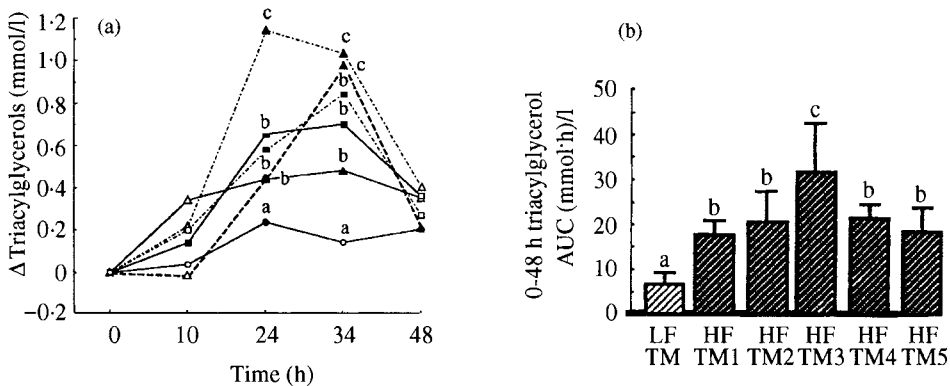 (a)
ΔTriacylglycerols (mmol/l)
1·2
1·0
0·8
0·6
0·4
0·2
0
−0·2
c
c
c
b
b
b
b
b
b
a
a
0 10 24 34 48
Time (h)
(b)
0-48 h triacylglycerol
AUC (mmol·h)/l
50
40
30
20
10
0
a b b c b b
LF HF HF HF HF HF
TM TM1 TM2 TM3 TM4 TM5